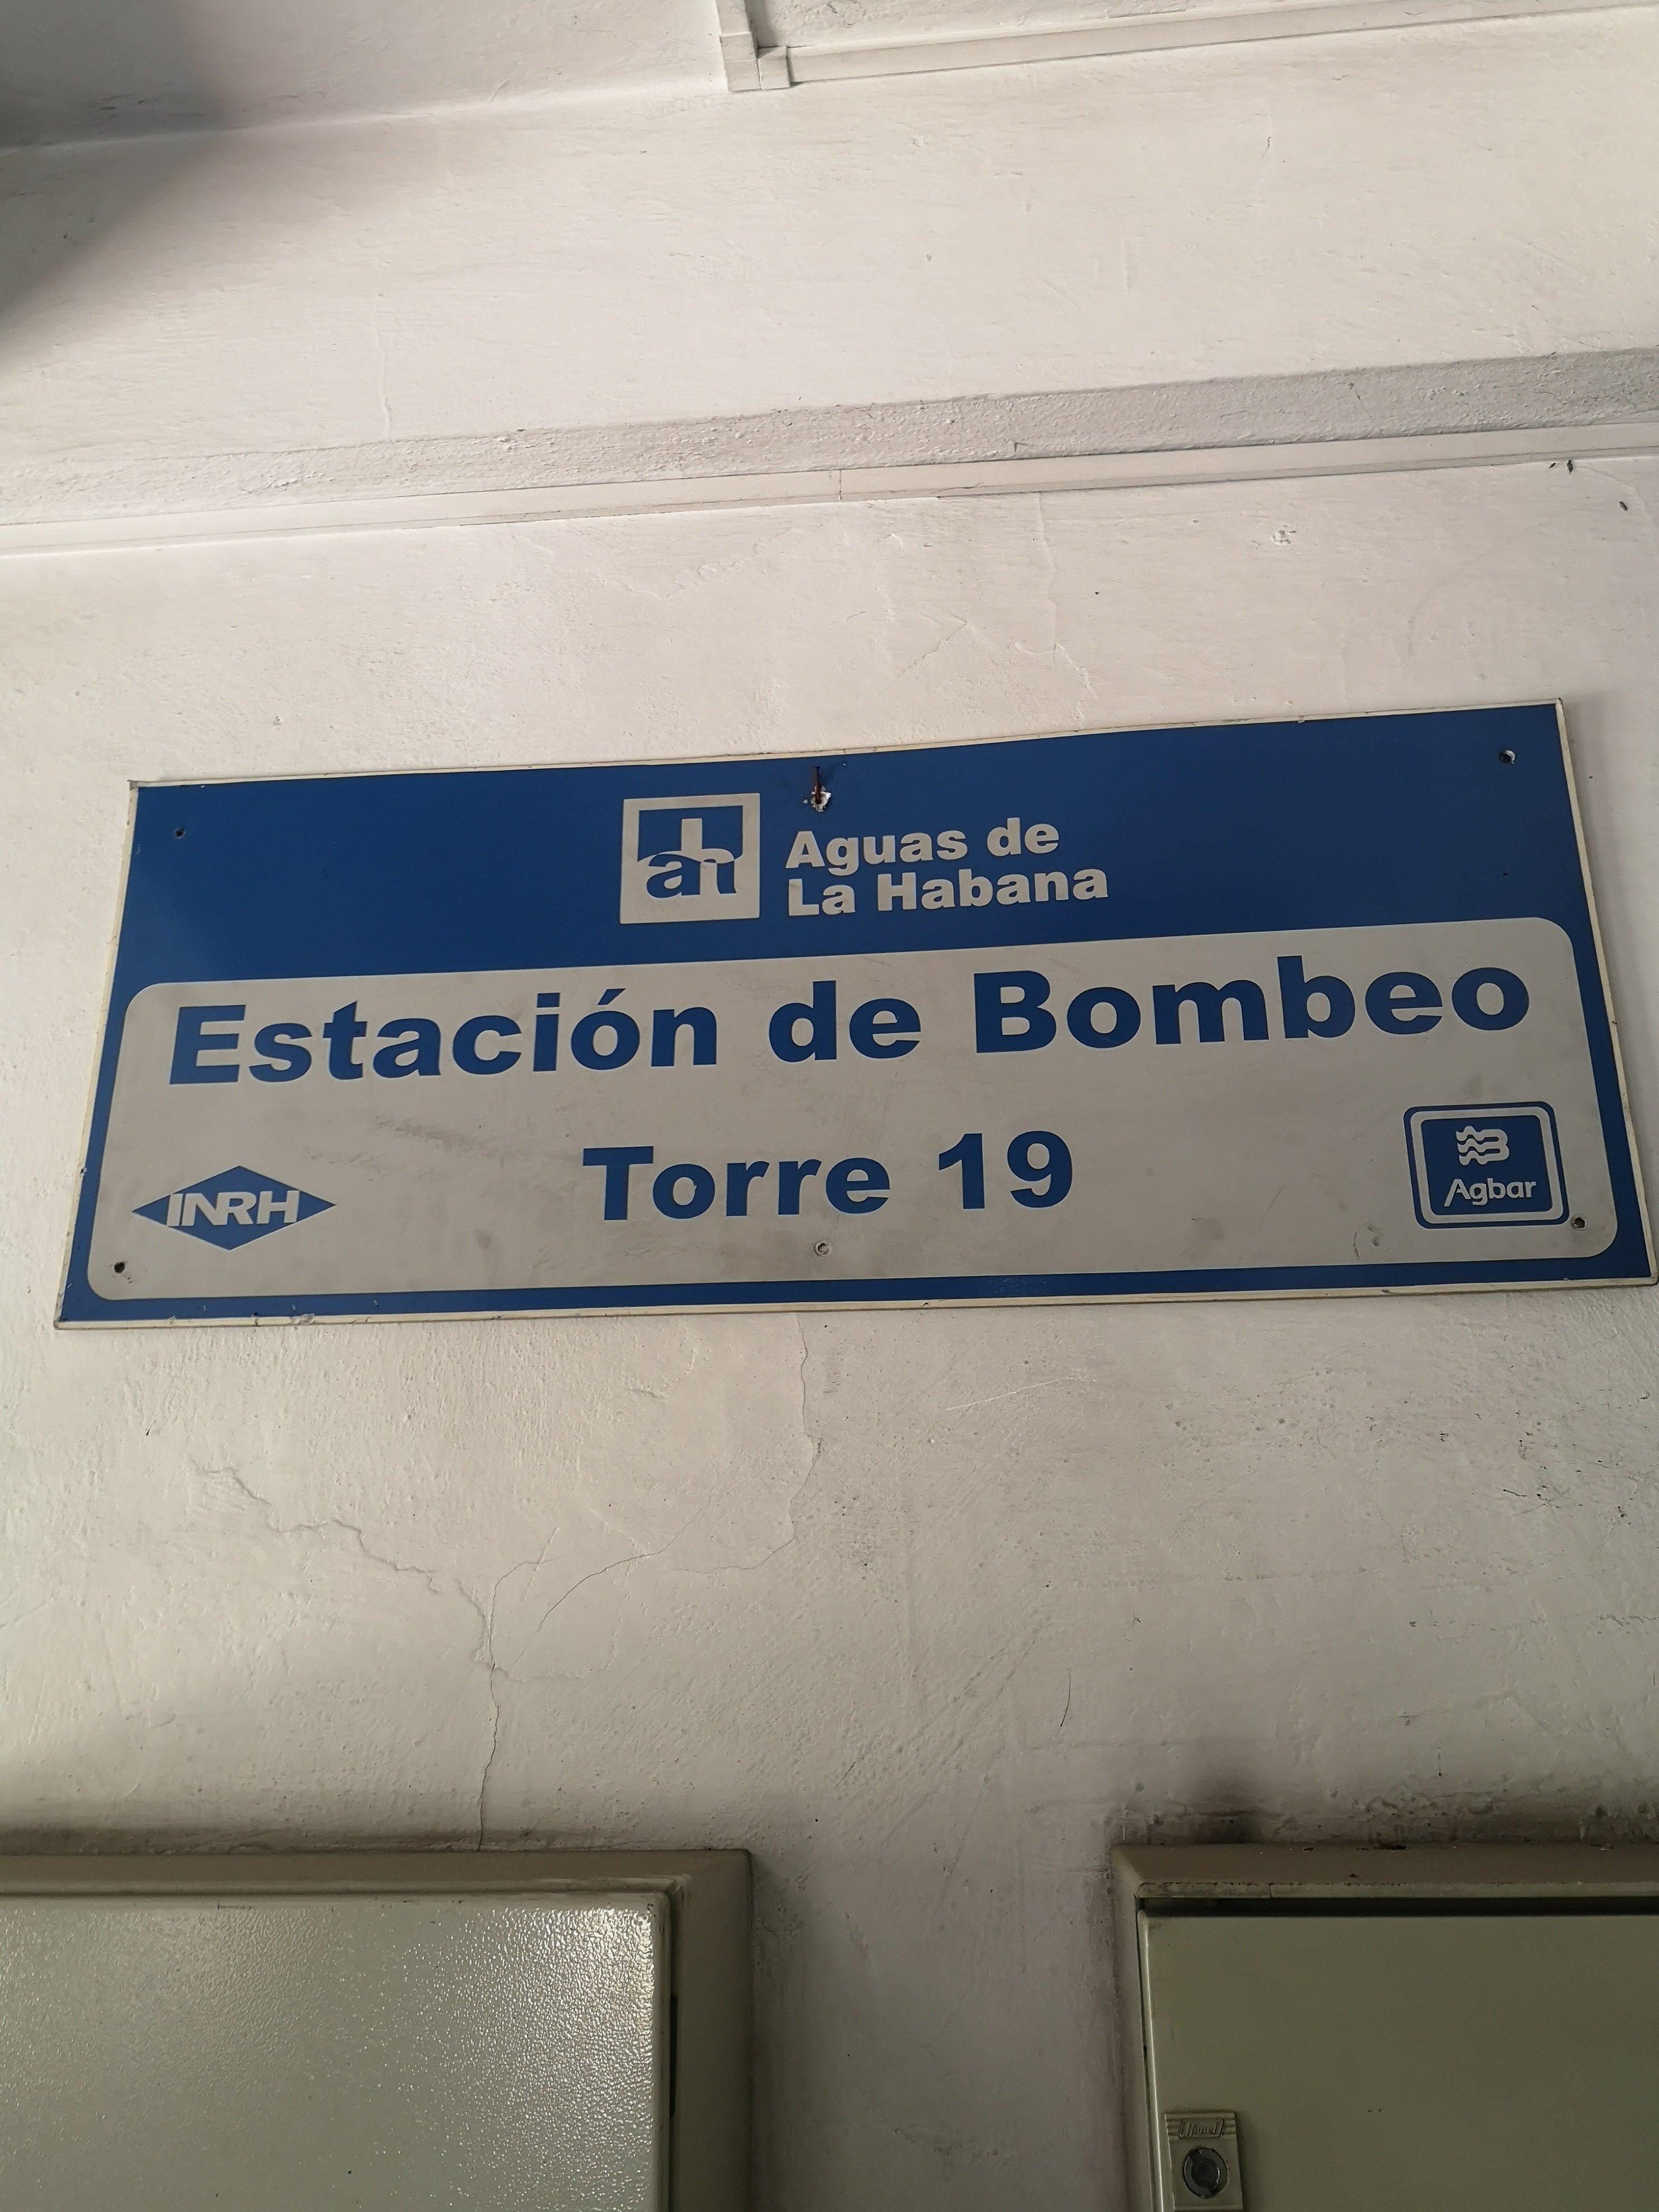 ah
Aguas de
La Habana
Estación de Bombeo
Torre 19
INRH
Agbar